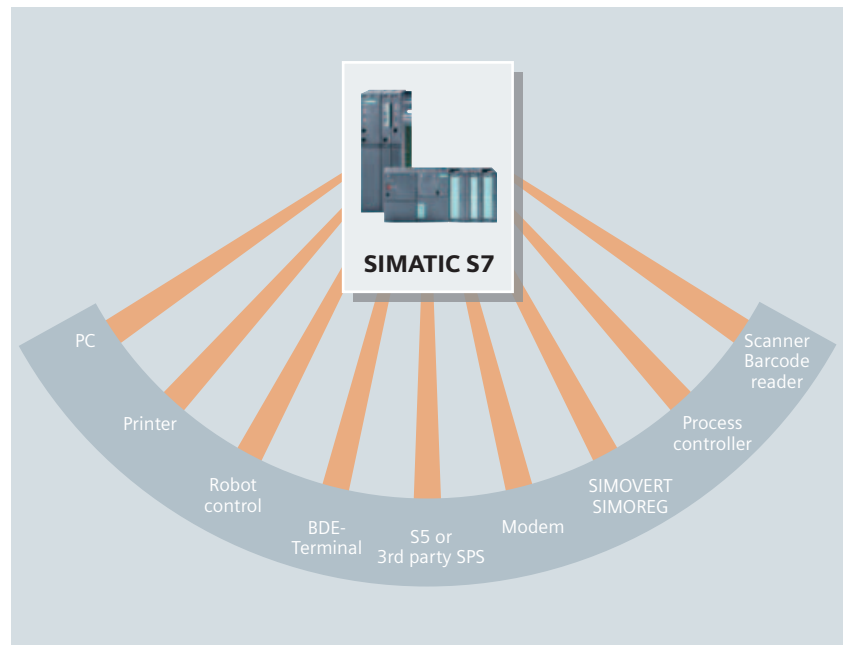 SIMATIC S7
PC
Printer
Robot
control
BDE-
Terminal
S5 or
3rd party SPS
Modem
SIMOVERT
SIMOREG
Process
controller
Scanner
Barcode
reader